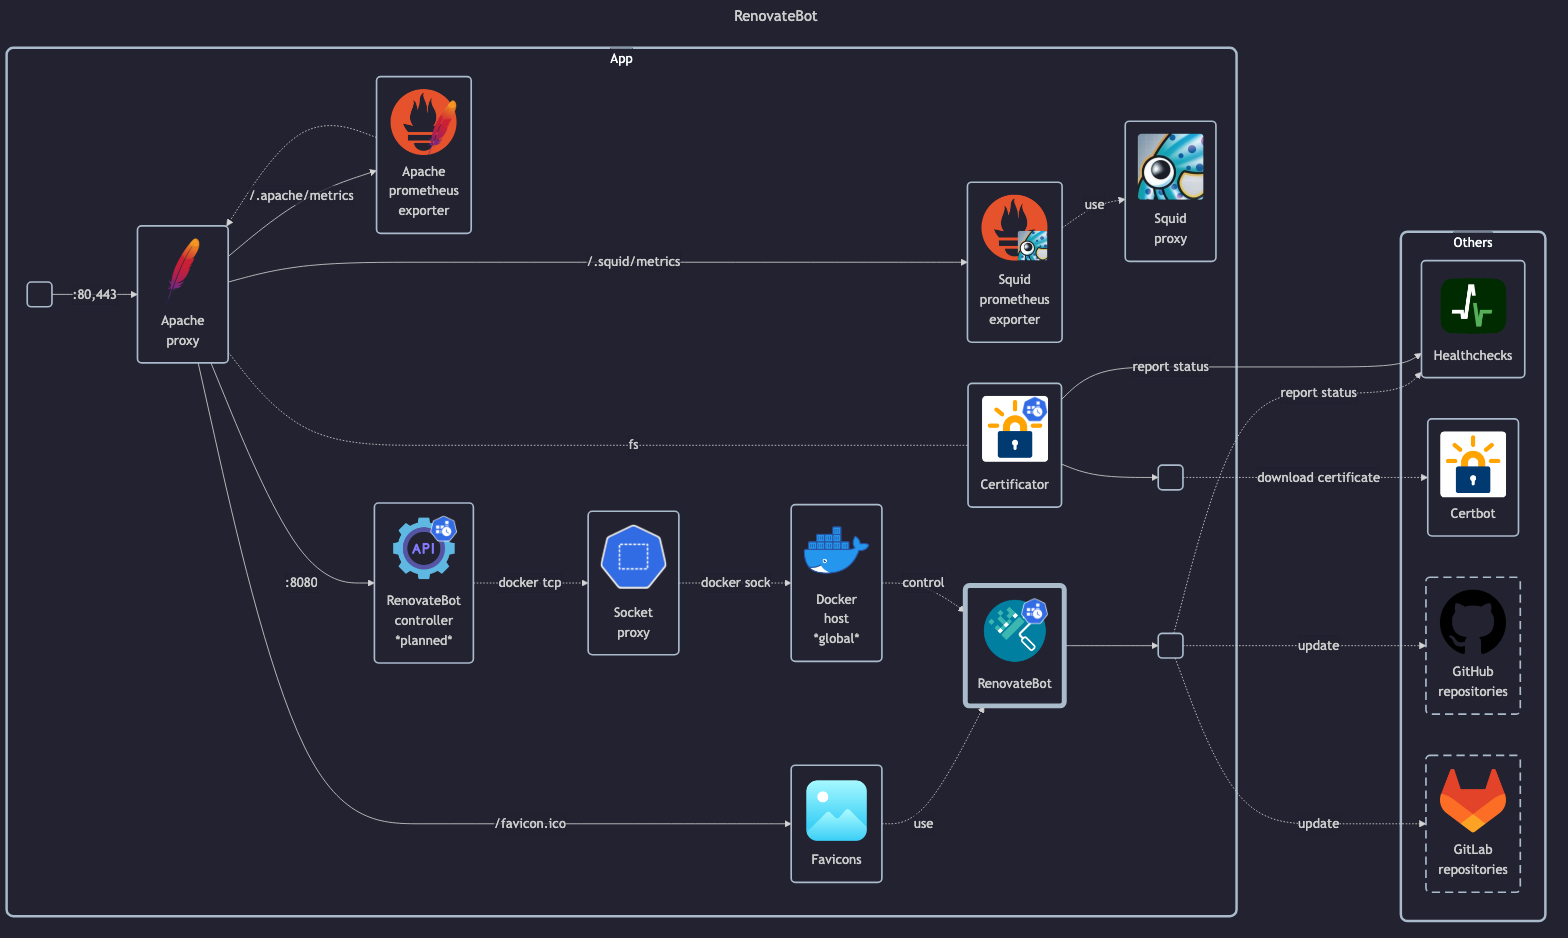 RenovateBot
App
Apache
prometheus
exporter
/.apache/metrics
Squid
proxy
use
Squid
prometheus
exporter
/.squid/metrics
:80,443
Apache
proxy
Others
Healthchecks
report status
report status
fs
Certificator
download certificate
Certbot
:8080
API
RenovateBot
controller
*planned*
docker tcp
Socket
proxy
docker sock
Docker
host
*global*
control
RenovateBot
update
GitHub
repositories
/favicon.ico
Favicons
use
update
GitLab
repositories